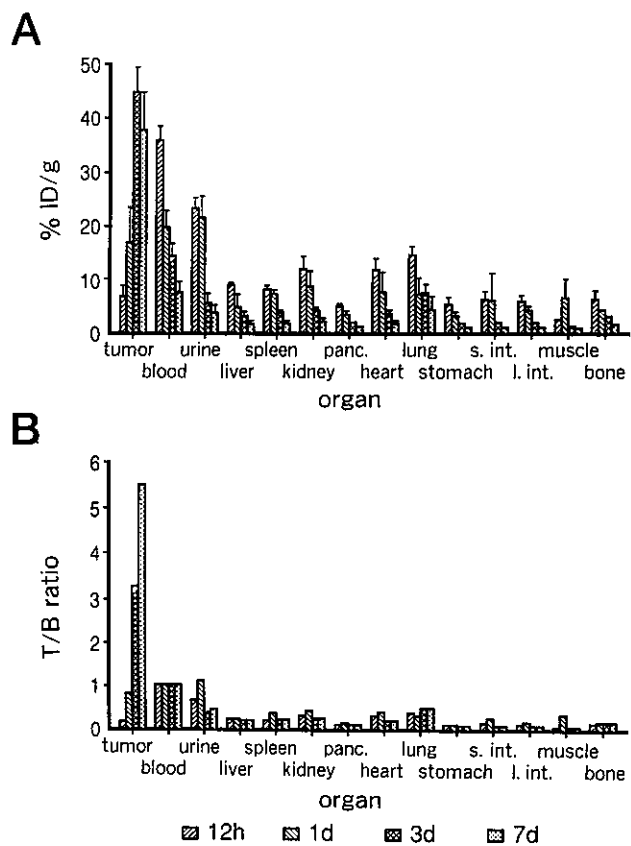 A
50
40
30
20
10
0
% ID/g
tumor urine spleen panc. lung s. int. muscle
blood liver kidney heart stomach l. int. bone
organ
B
6
5
4
3
2
1
0
T/B ratio
tumor urine spleen panc. lung s. int. muscle
blood liver kidney heart stomach l. int. bone
organ
12h 1d 3d 7d